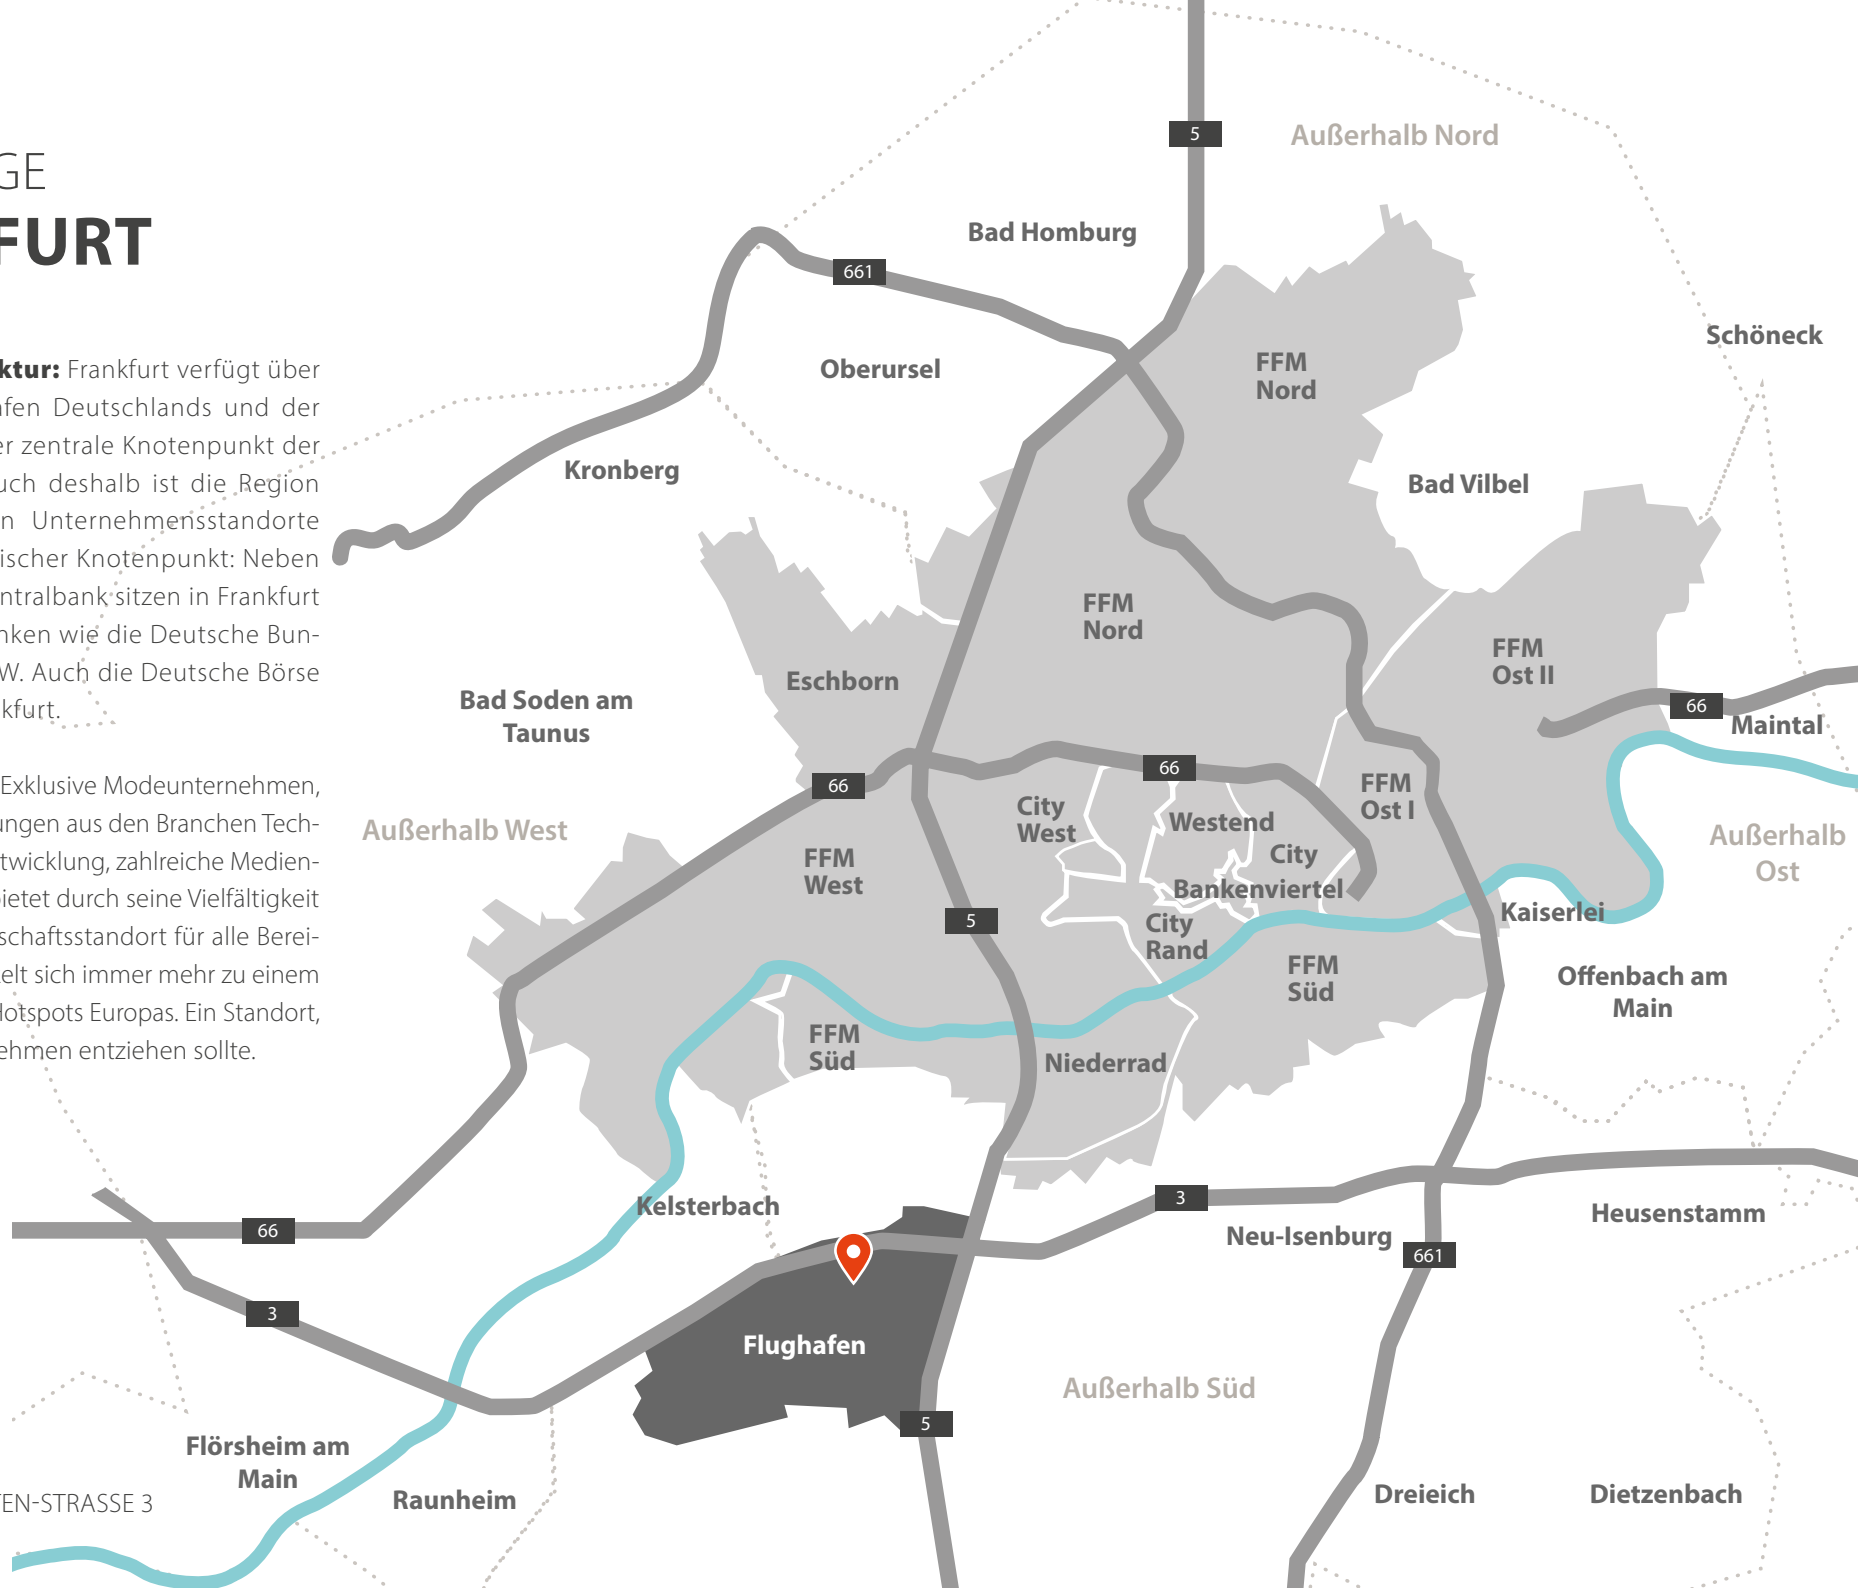 GE
FURT
ktur: Frankfurt verfügt über
afen Deutschlands und der
er zentrale Knotenpunkt der
uch deshalb ist die Region
n Unternehmensstandorte
ischer Knotenpunkt: Neben
ntralbank sitzen in Frankfurt
nken wie die Deutsche Bun-
W. Auch die Deutsche Börse
kfurt.
Exklusive Modeunternehmen,
ungen aus den Branchen Tech-
twicklung, zahlreiche Medien-
bietet durch seine Vielfältigkeit
schaftsstandort für alle Berei-
elt sich immer mehr zu einem
Hotspots Europas. Ein Standort,
ehmen entziehen sollte.
TEN-STRASSE 3
5
Außerhalb Nord
Bad Homburg
661
Schöneck
Oberursel
FFM
Nord
Kronberg
Bad Vilbel
FFM
Nord
FFM
Ost II
Eschborn
Bad Soden am
Taunus
66
Maintal
66
66
FFM
Ost I
City
West
Westend
Außerhalb West
Außerhalb
Ost
City
FFM
West
Bankenviertel
5
Kaiserlei
City
Rand
FFM
Süd
Offenbach am
Main
FFM
Süd
Niederrad
Kelsterbach
3
Heusenstamm
66
Neu-Isenburg
661
3
Flughafen
Außerhalb Süd
5
Flörsheim am
Main
Raunheim
Dreieich
Dietzenbach